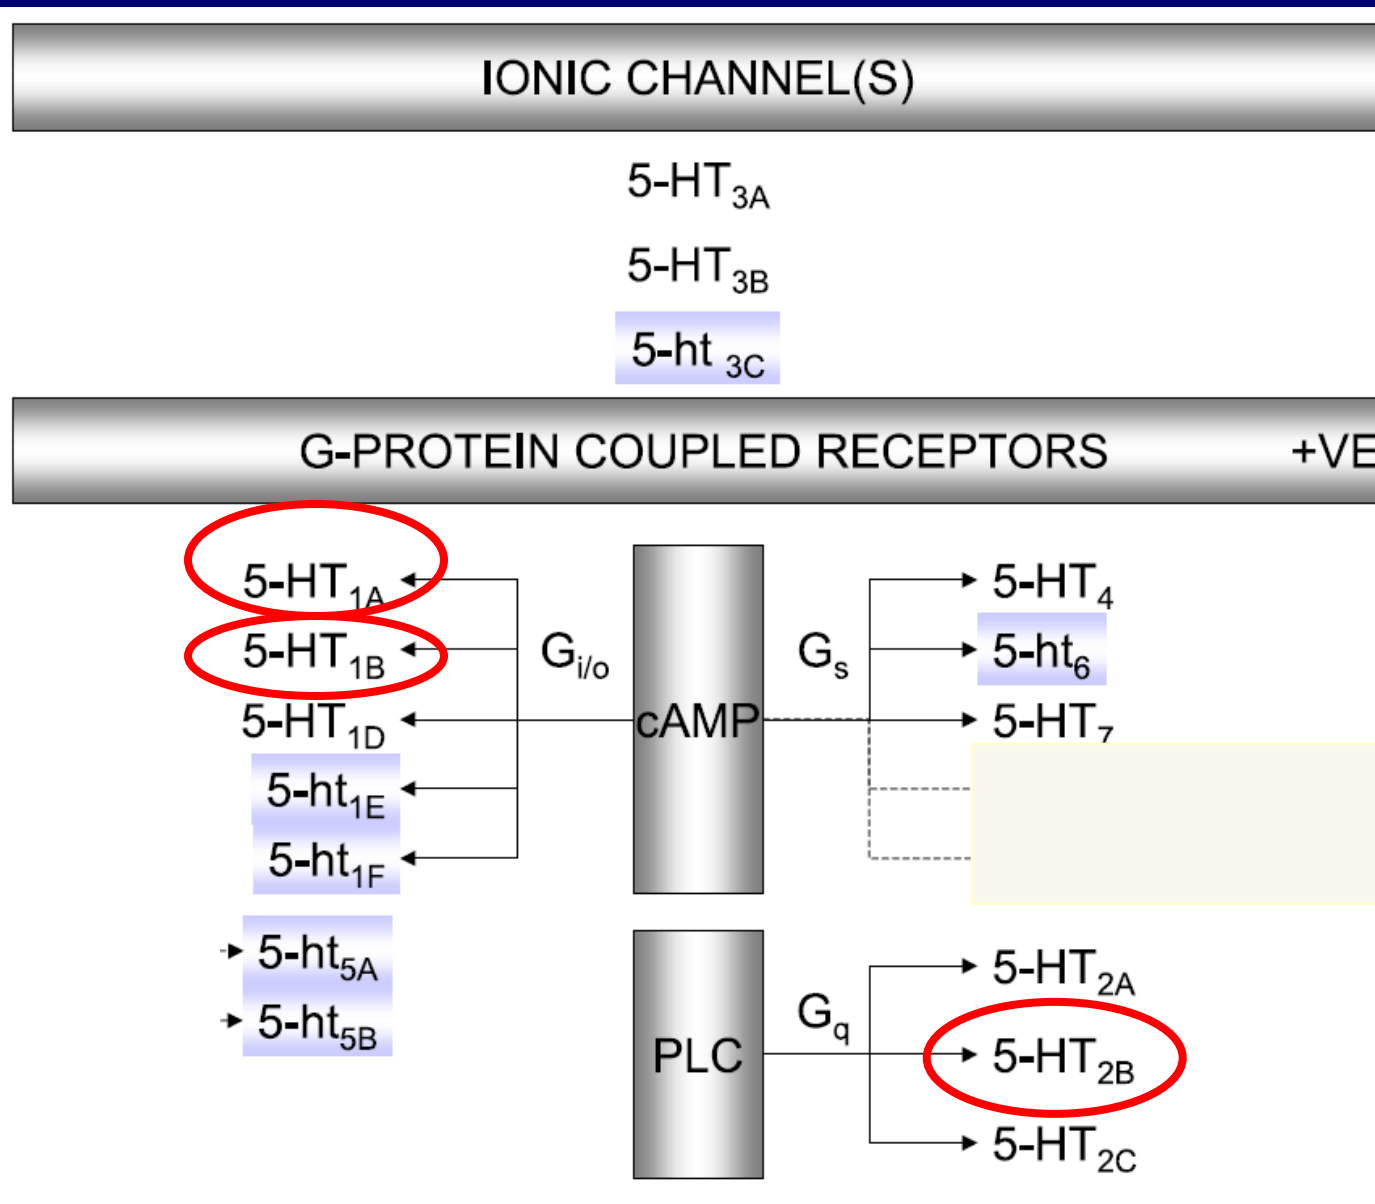 IONIC CHANNEL(S)
5-HT3A
5-HT3B
5-ht 3C
G-PROTEIN COUPLED RECEPTORS +VE
5-HT1A
5-HT1B
5-HT1D
5-ht1E
5-ht1F
5-ht5A
5-ht5B
Gi/o
cAMP
Gs
5-HT4
5-ht6
5-HT7
PLC
Gq
5-HT2A
5-HT2B
5-HT2C